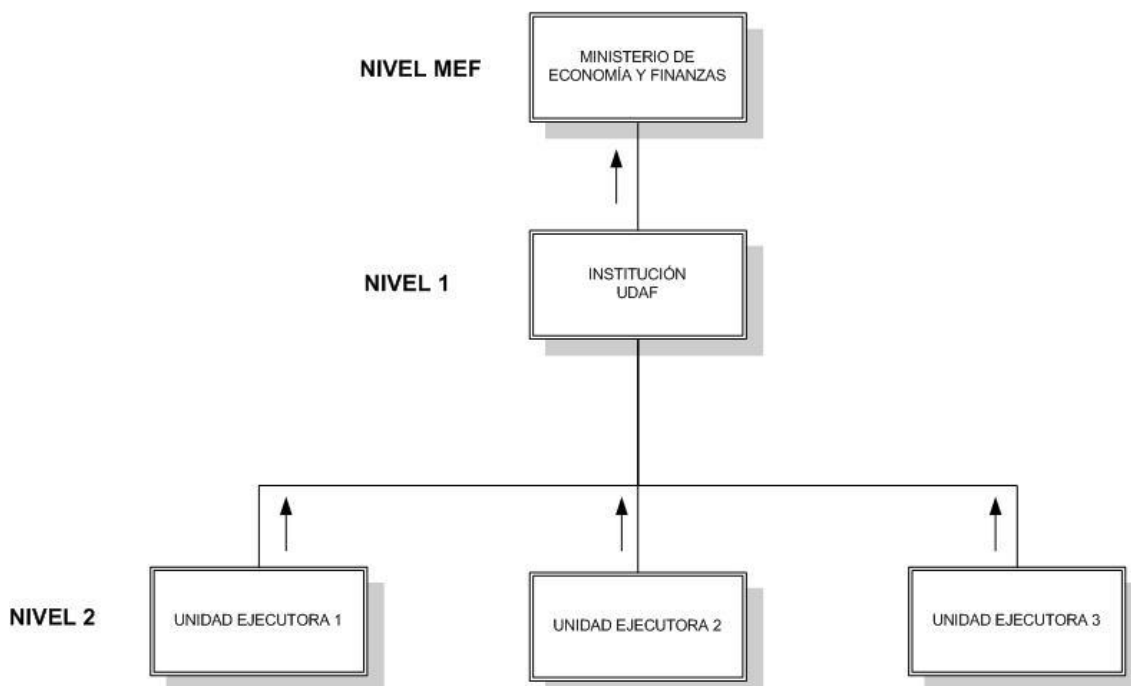 NIVEL MEF
MINISTERIO DE
ECONOMÍA Y FINANZAS
NIVEL 1
INSTITUCIÓN
UDAF
NIVEL 2
UNIDAD EJECUTORA 1
UNIDAD EJECUTORA 2
UNIDAD EJECUTORA 3